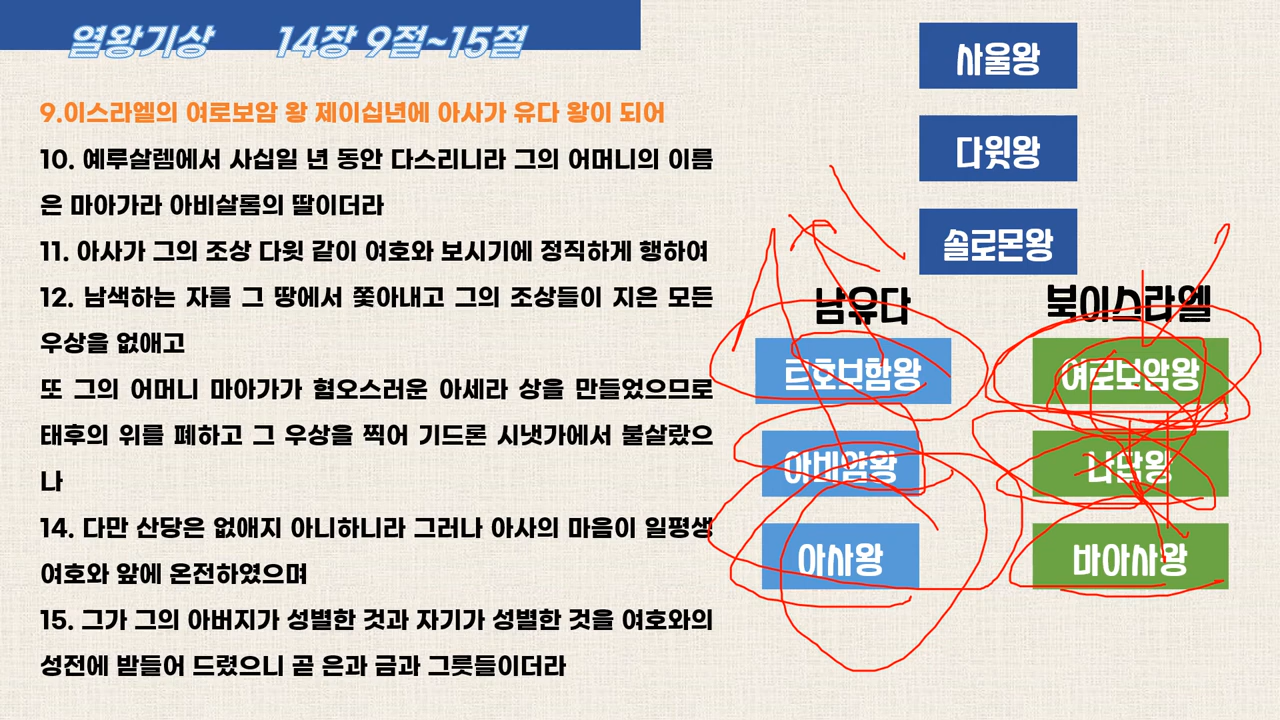 열왕기상 14장 9절~15절
9.이스라엘의 여로보암 왕 제이십년에 아사가 유다 왕이 되어
10. 예루살렘에서 사십일 년 동안 다스리니라 그의 어머니의 이름
은 마아가라 아비살롬의 딸이더라
11. 아사가 그의 조상 다윗 같이 여호와 보시기에 정직하게 행하여
12. 남색하는 자를 그 땅에서 쫓아내고 그의 조상들이 지은 모든
우상을 없애고
또 그의 어머니 마아가가 혐오스러운 아세라 상을 만들었으므로
태후의 위를 폐하고 그 우상을 찍어 기드론 시냇가에서 불살랐으
나
14. 다만 산당은 없애지 아니하니라 그러나 아사의 마음이 일평생
여호와 앞에 온전하였으며
15. 그가 그의 아버지가 성별한 것과 자기가 성별한 것을 여호와의
성전에 받들어 드렸으니 곧 은과 금과 그릇들이더라
사울왕
다윗왕
솔로몬왕
남유다
북이스라엘
르호보함왕
여로보암왕
아비얌왕
나답왕
아사왕
바아사왕